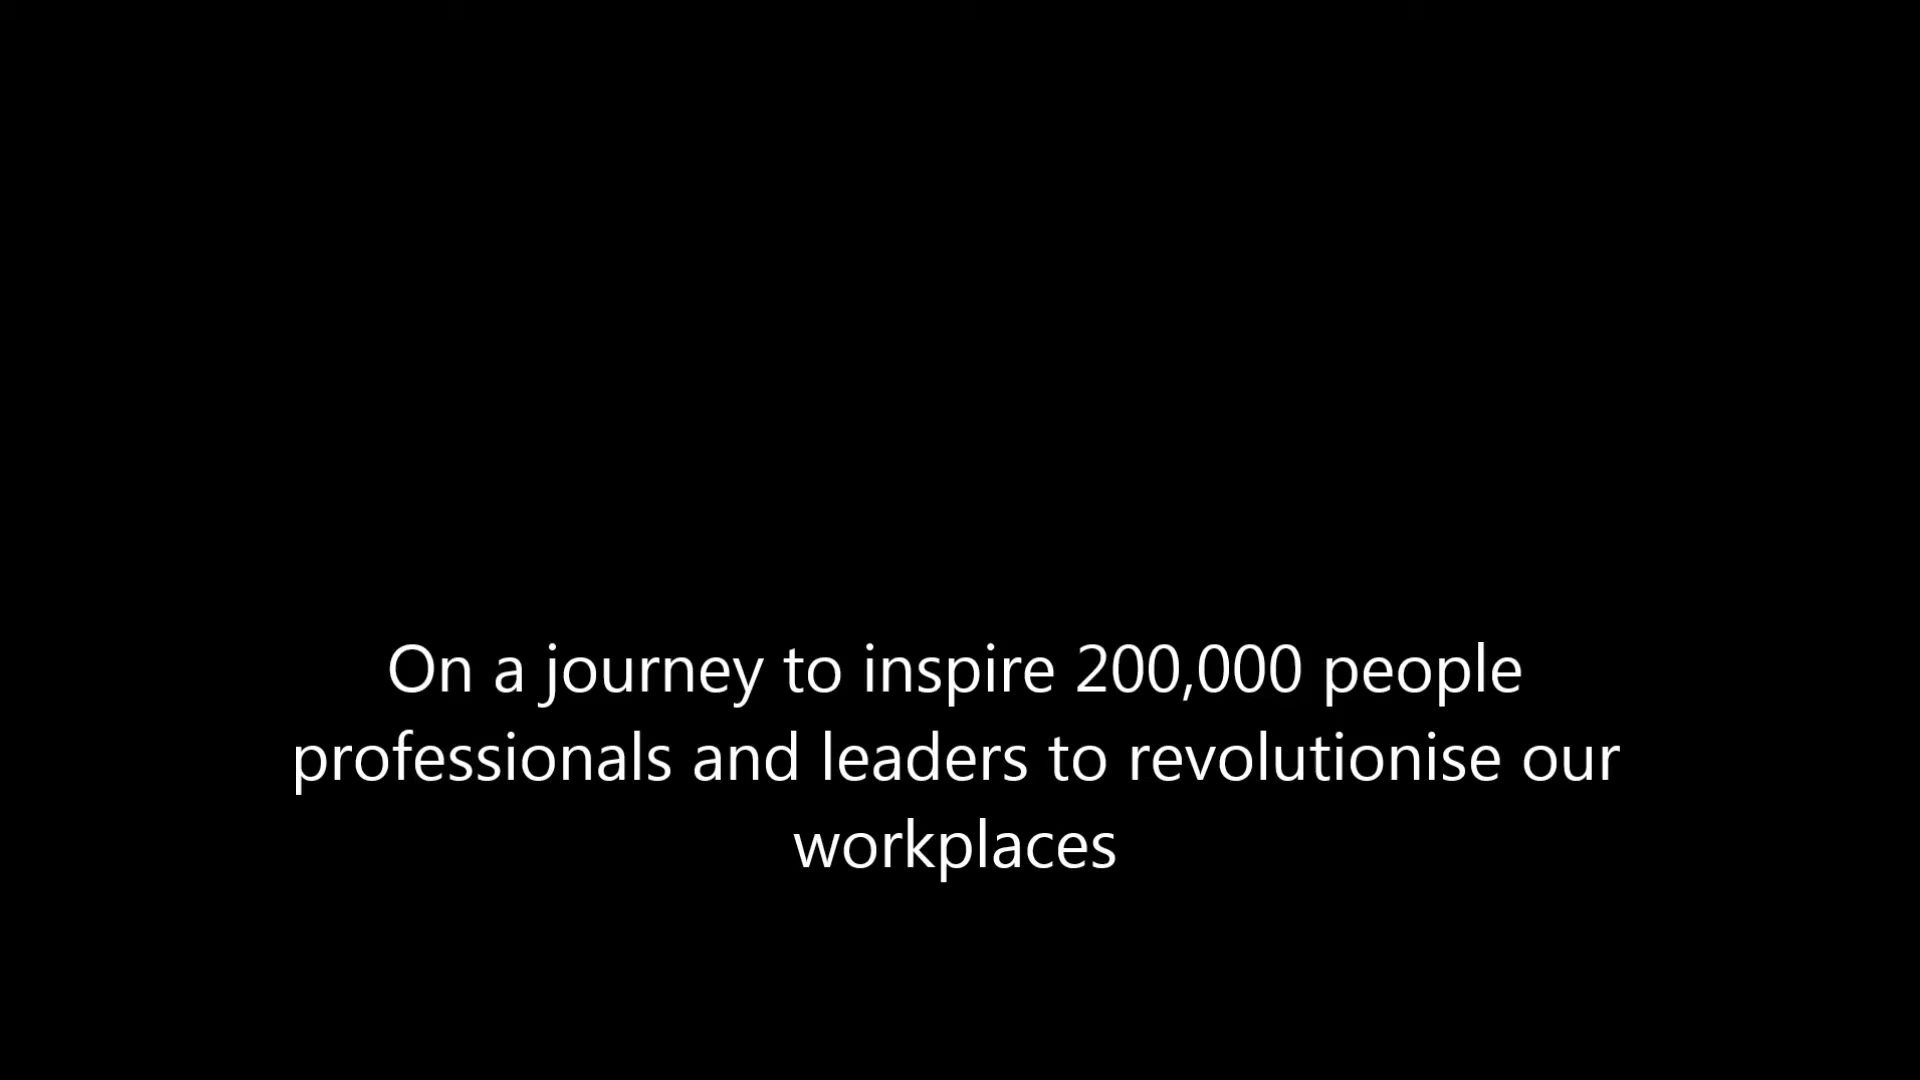 On a journey to inspire 200,000 people
professionals and leaders to revolutionise our
workplaces